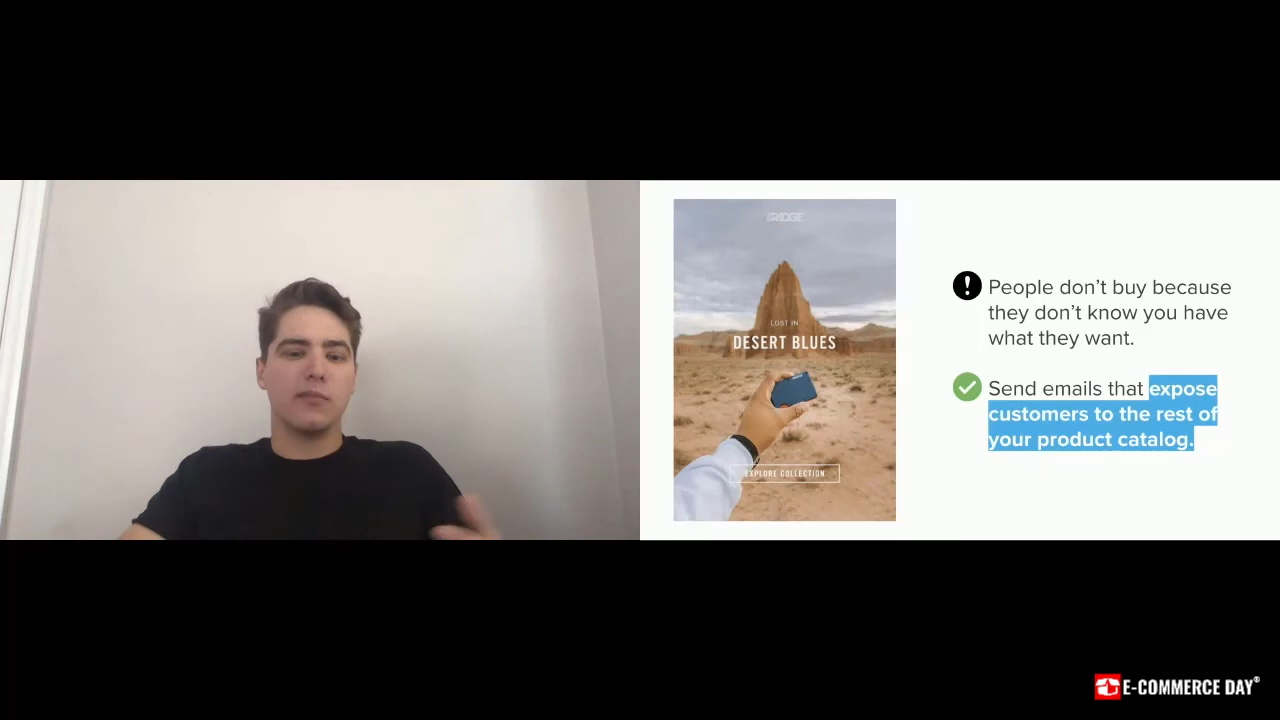 RIDGE
LOST IN
DESERT BLUES
EXPLORE COLLECTION
People don’t buy because
they don’t know you have
what they want.
Send emails that expose
customers to the rest of
your product catalog.
E-COMMERCE DAY®